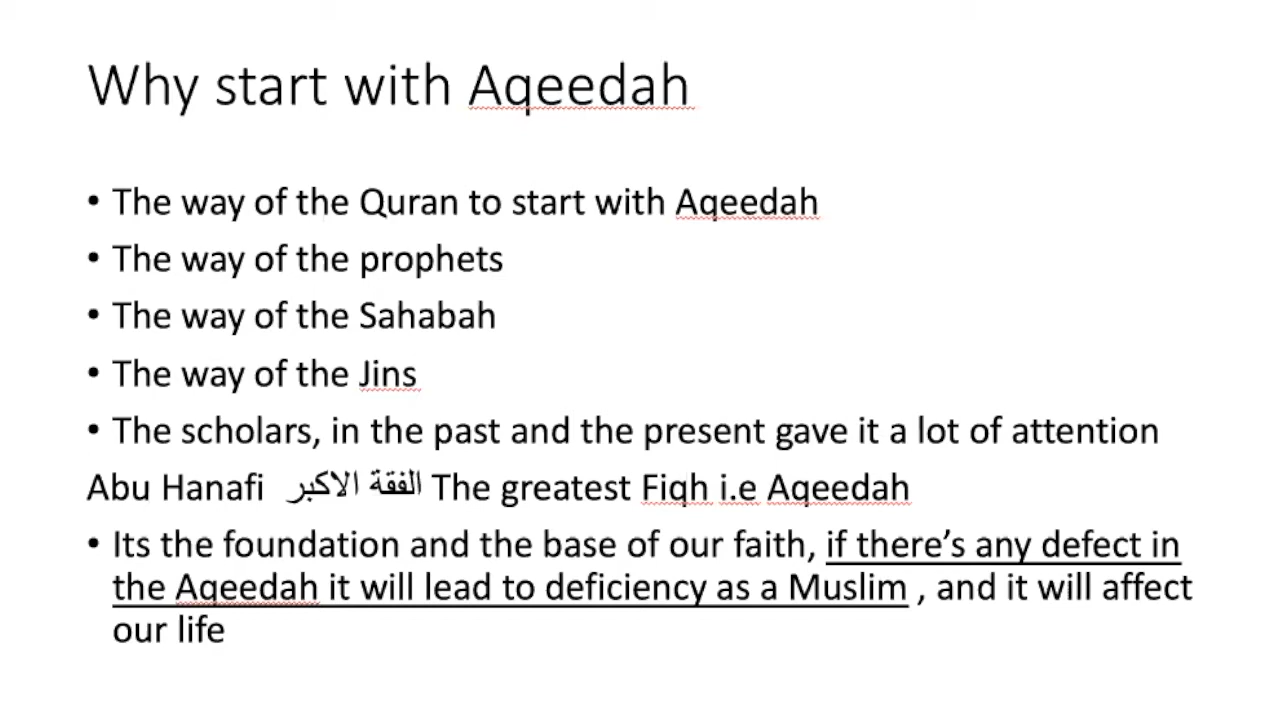 Why start with Aqeedah
• The way of the Quran to start with Aqeedah
• The way of the prophets
• The way of the Sahabah
• The way of the Jins
• The scholars, in the past and the present gave it a lot of attention
Abu Hanafi الفقة الاكبر The greatest Fiqh i.e Aqeedah
• Its the foundation and the base of our faith, if there's any defect in
the Aqeedah it will lead to deficiency as a Muslim , and it will affect
our life